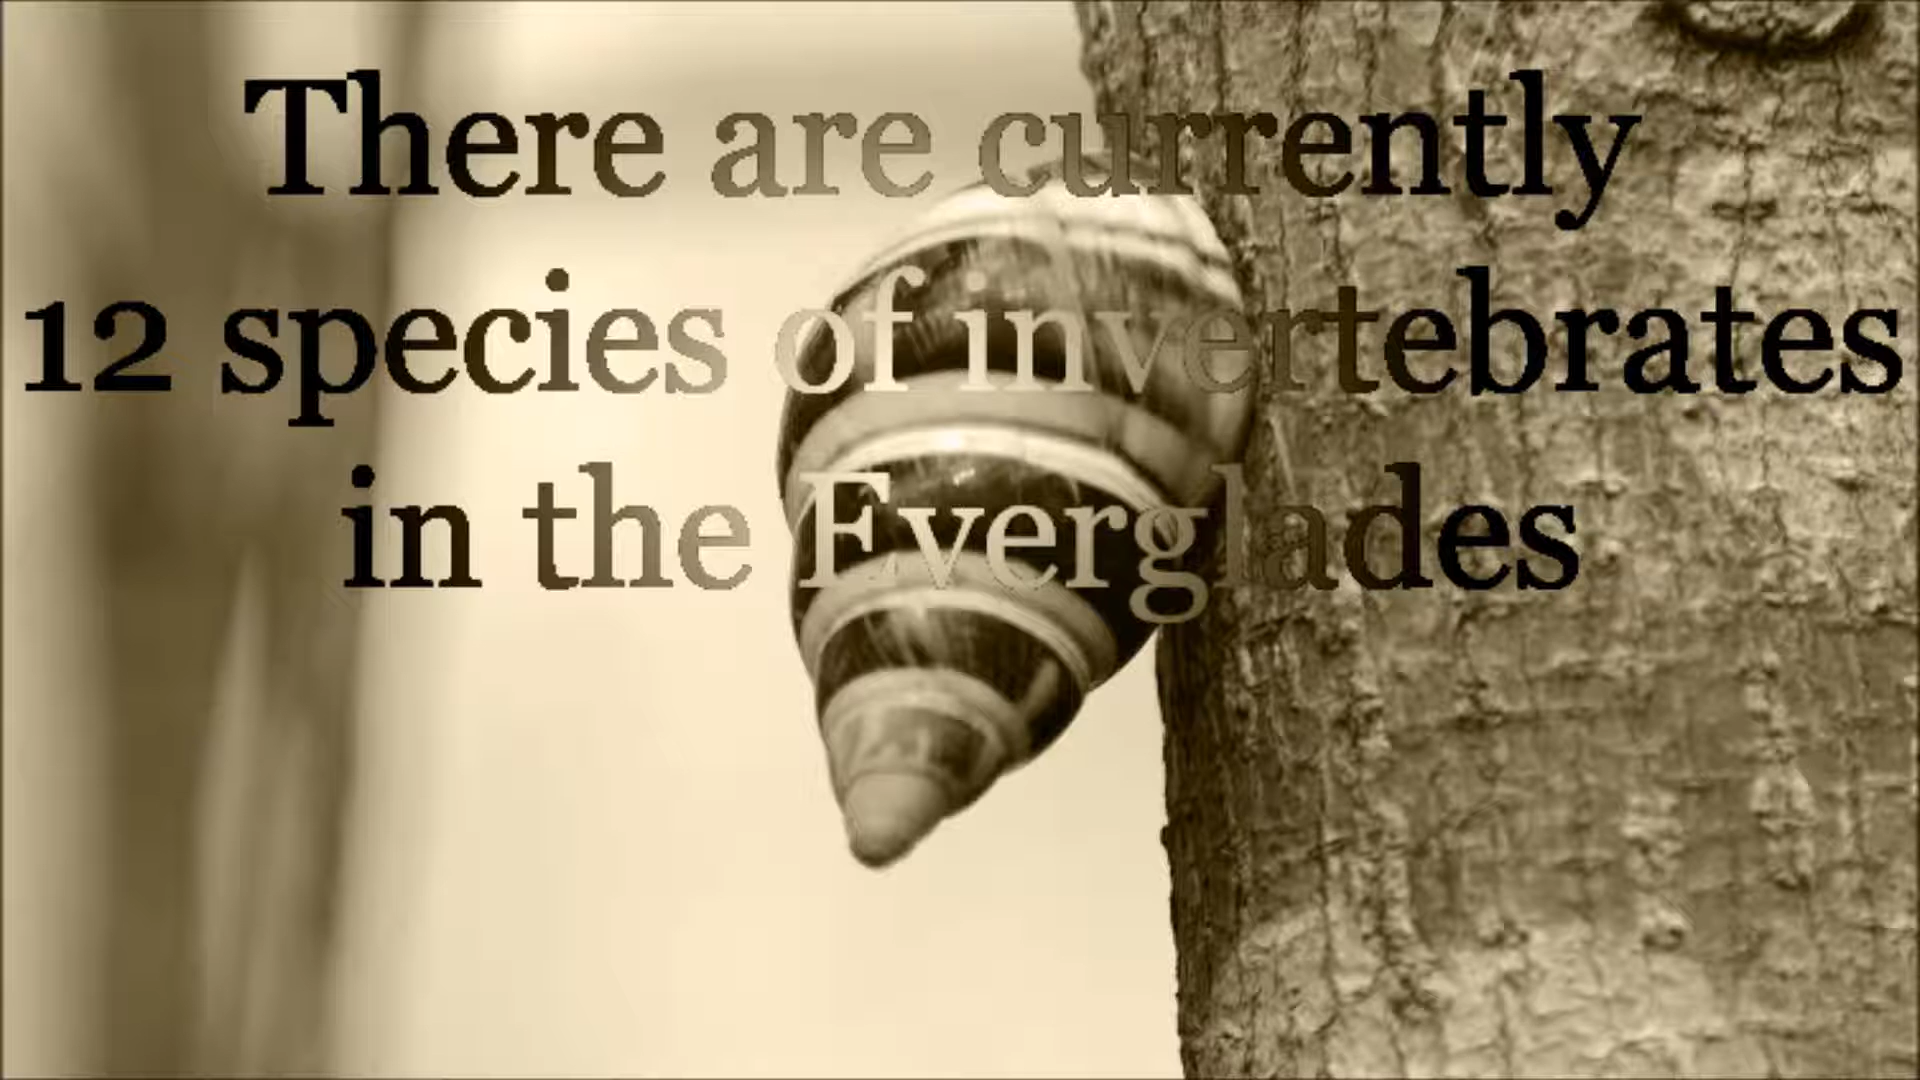 There are currently
12 species of invertebrates
in the Everglades